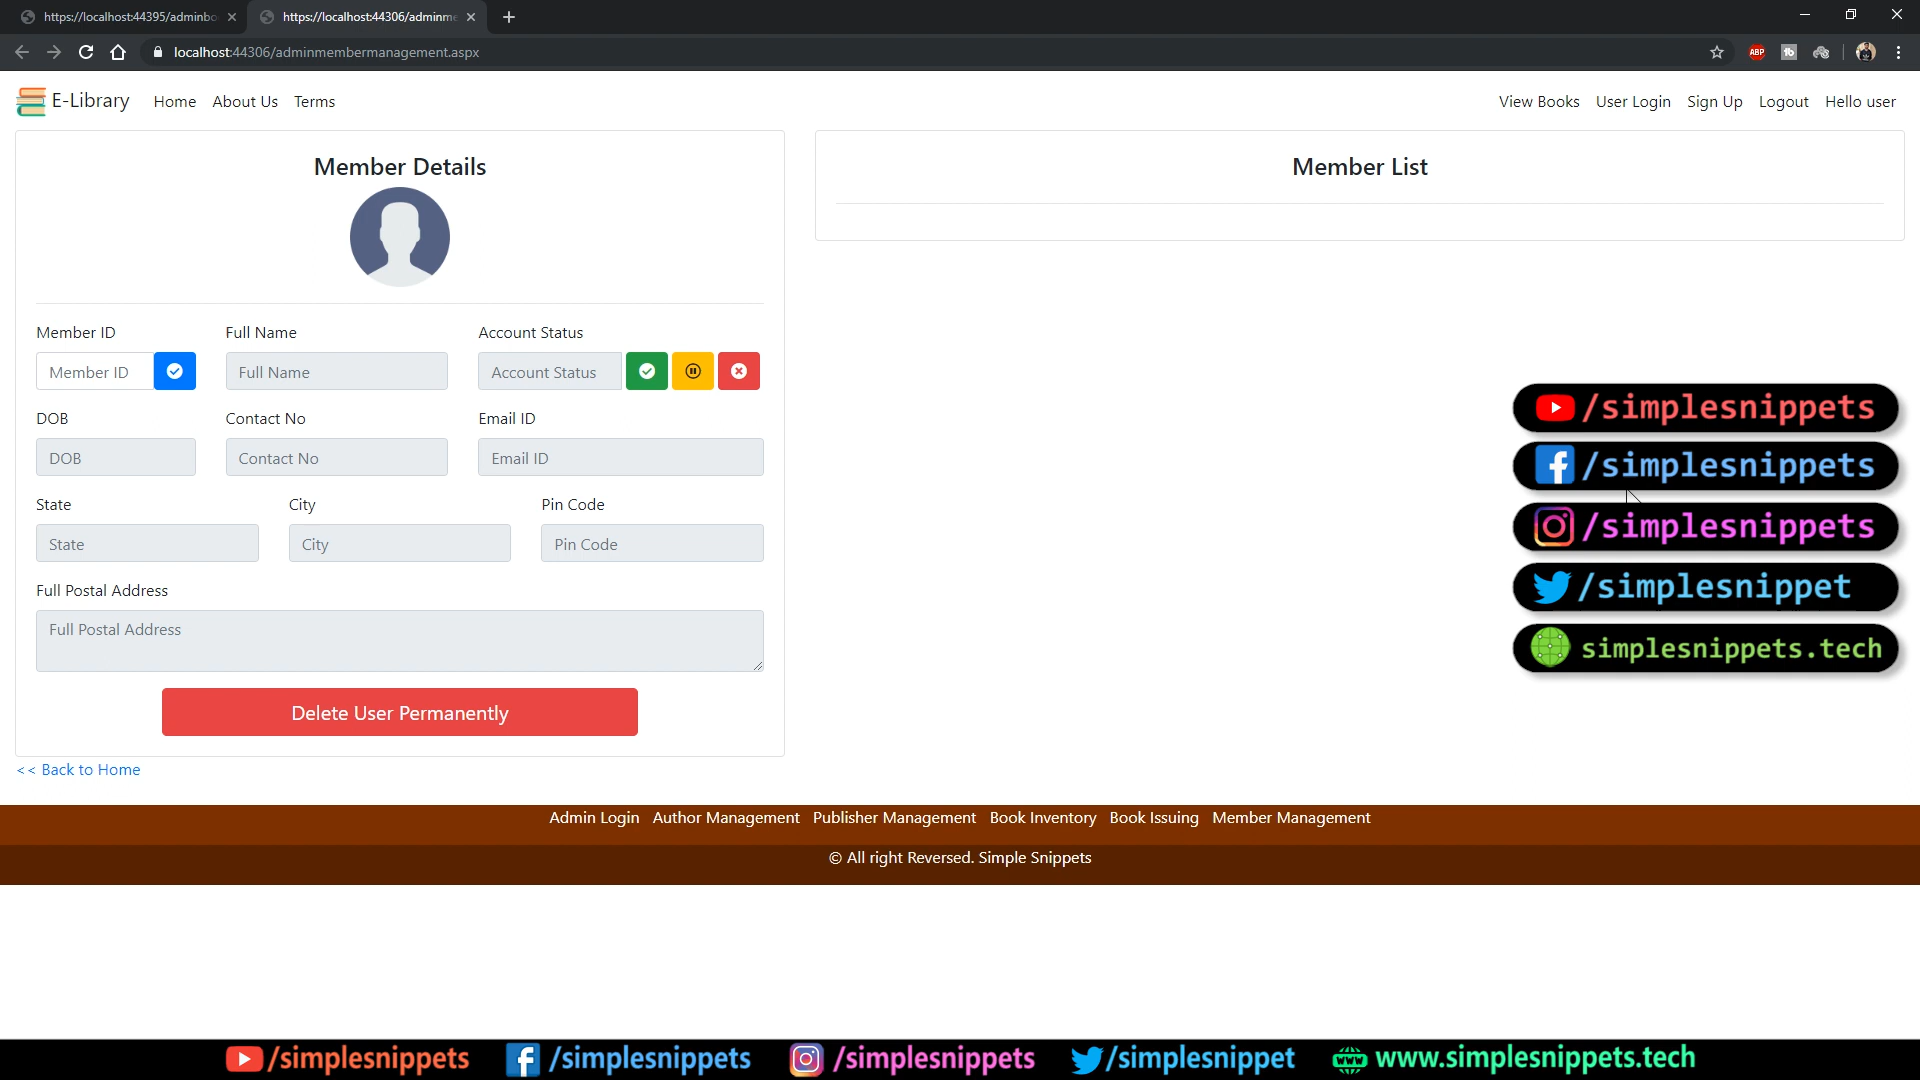 https://localhost:44395/adminbo
https://localhost:44306/adminme
localhost:44306/adminmembermanagement.aspx
ABP
tb
E-Library
Home
About Us
Terms
View Books
User Login
Sign Up
Logout
Hello user
Member Details
Member ID
Full Name
Account Status
Member ID
Full Name
Account Status
DOB
Contact No
Email ID
DOB
Contact No
Email ID
State
City
Pin Code
State
City
Pin Code
Full Postal Address
Full Postal Address
Delete User Permanently
<< Back to Home
Member List
/simplesnippets
/simplesnippets
/simplesnippets
/simplesnippet
simplesnippets.tech
Admin Login Author Management Publisher Management Book Inventory Book Issuing Member Management
© All right Reversed. Simple Snippets
/simplesnippets
/simplesnippets
/simplesnippets
/simplesnippet
www.simplesnippets.tech